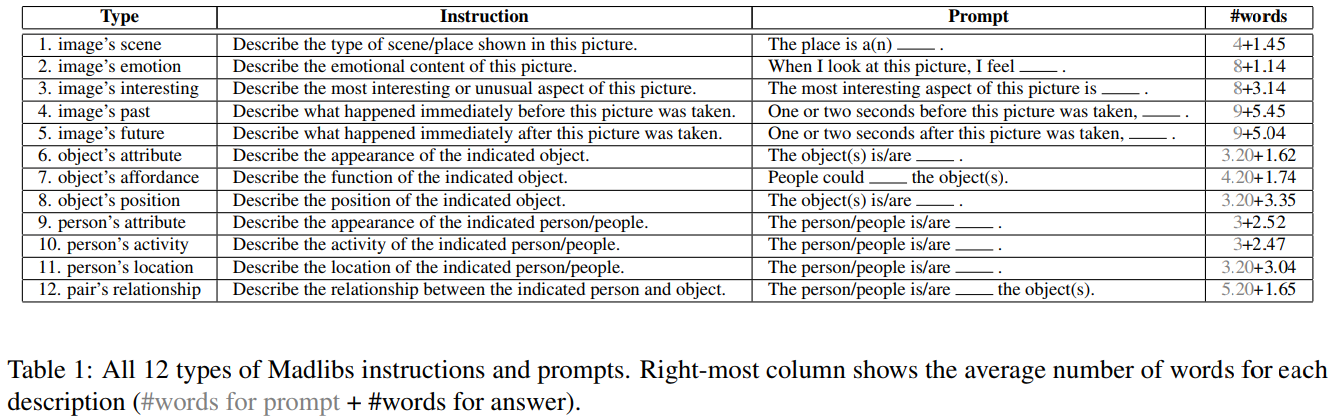 Type Instruction Prompt #words
1. image's scene Describe the type of scene/place shown in this picture. The place is a(n) ____ . 4+1.45
2. image's emotion Describe the emotional content of this picture. When I look at this picture, I feel ____ . 8+1.14
3. image's interesting Describe the most interesting or unusual aspect of this picture. The most interesting aspect of this picture is ____ . 8+3.14
4. image's past Describe what happened immediately before this picture was taken. One or two seconds before this picture was taken, ____ . 9+5.45
5. image's future Describe what happened immediately after this picture was taken. One or two seconds after this picture was taken, ____ . 9+5.04
6. object's attribute Describe the appearance of the indicated object. The object(s) is/are ____ . 3.20+1.62
7. object's affordance Describe the function of the indicated object. People could ____ the object(s). 4.20+1.74
8. object's position Describe the position of the indicated object. The object(s) is/are ____ . 3.20+3.35
9. person's attribute Describe the appearance of the indicated person/people. The person/people is/are ____ . 3+2.52
10. person's activity Describe the activity of the indicated person/people. The person/people is/are ____ . 3+2.47
11. person's location Describe the location of the indicated person/people. The person/people is/are ____ . 3.20+3.04
12. pair's relationship Describe the relationship between the indicated person and object. The person/people is/are ____ the object(s). 5.20+1.65
Table 1: All 12 types of Madlibs instructions and prompts. Right-most column shows the average number of words for each
description (#words for prompt + #words for answer).